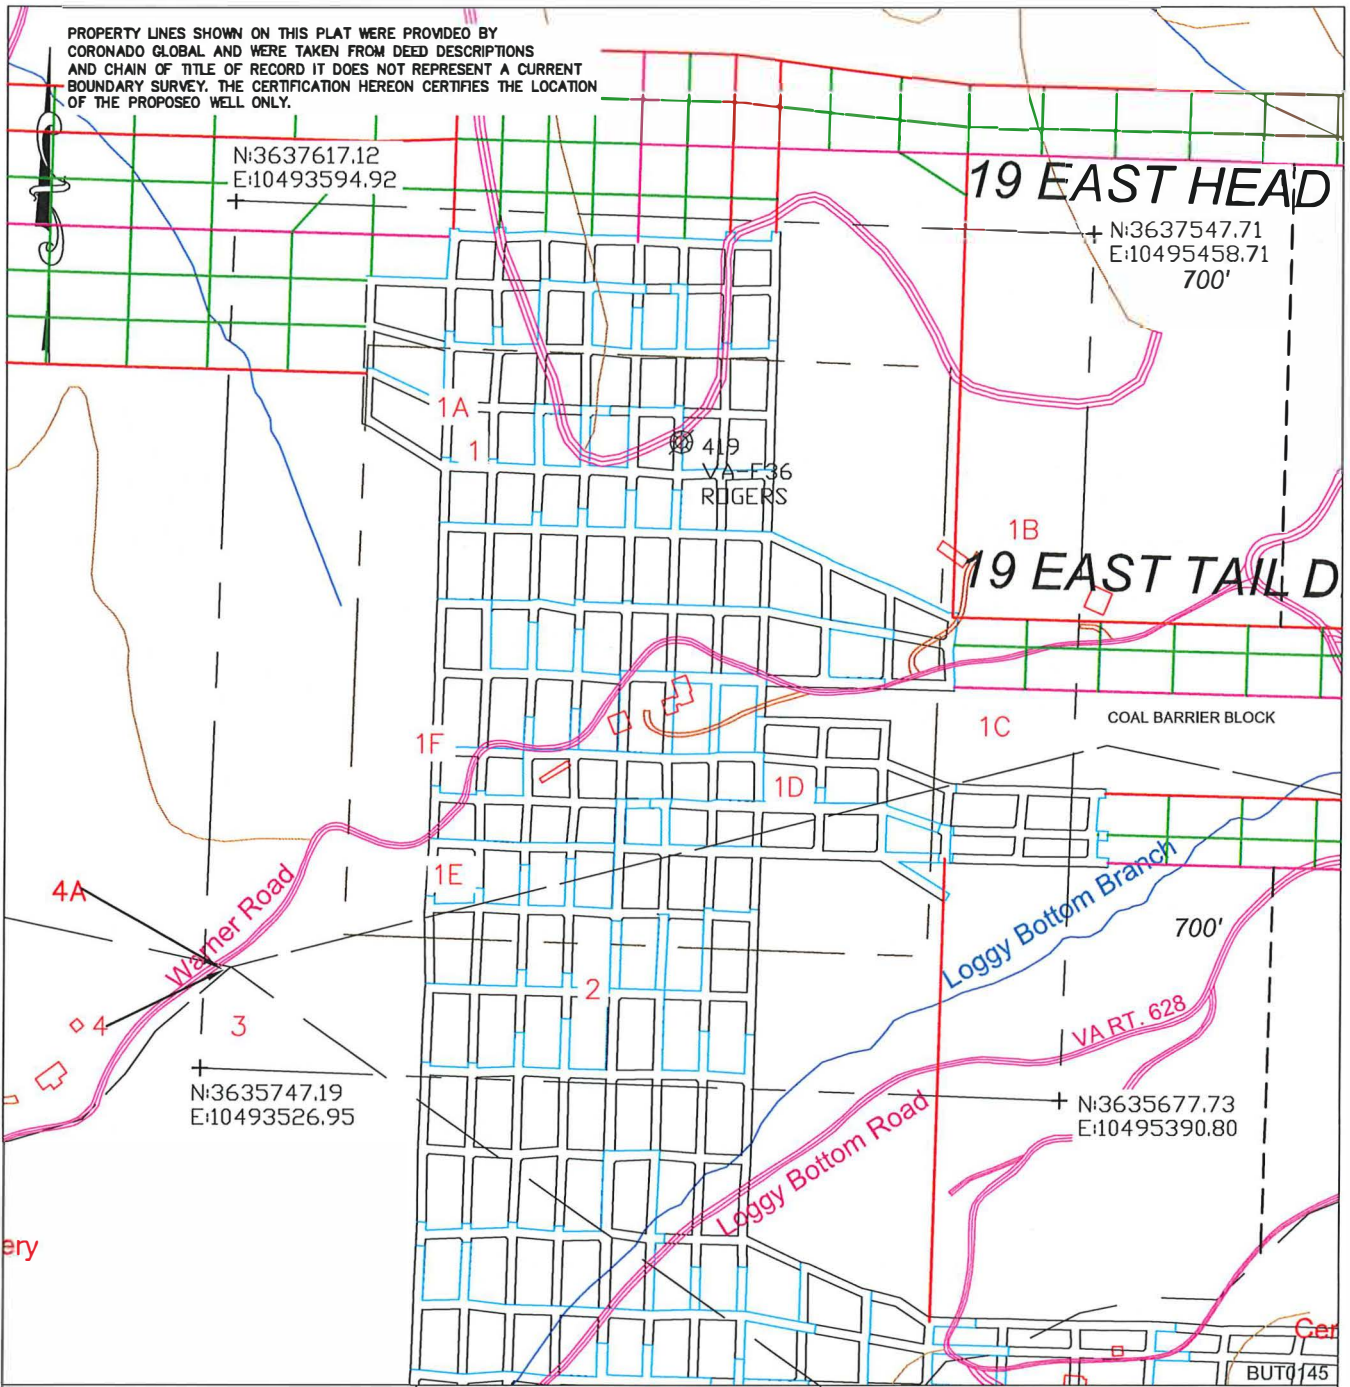 PROPERTY LINES SHOWN ON THIS PLAT WERE PROVIDED BY
CORONADO GLOBAL AND WERE TAKEN FROM DEED DESCRIPTIONS
AND CHAIN OF TITLE OF RECORD IT DOES NOT REPRESENT A CURRENT
BOUNDARY SURVEY. THE CERTIFICATION HEREON CERTIFIES THE LOCATION
OF THE PROPOSED WELL ONLY.
N:3637617.12
E:10493594.92
19 EAST HEAD
N:3637547.71
E:10495458.71
700'
1A
1
419
VA-F36
ROGERS
1B
19 EAST TAIL D
1C
COAL BARRIER BLOCK
1F
1D
1E
4A
Warner Road
Loggy Bottom Branch
700'
2
4
3
VA RT. 628
N:3635747.19
E:10493526.95
N:3635677.73
E:10495390.80
Loggy Bottom Road
ery
Cer
BUT0145